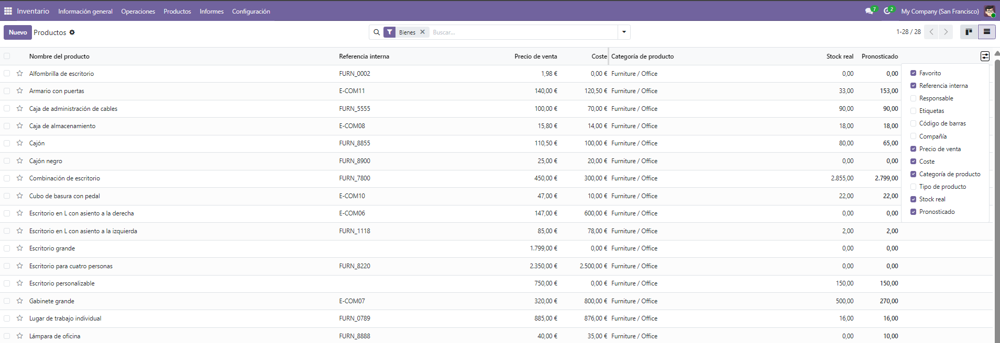 Inventario Información general Operaciones Productos Informes Configuración 7 2 My Company (San Francisco)
Nuevo Productos Bienes Buscar... 1-28 / 28
Nombre del producto Referencia interna Precio de venta Coste Categoría de producto Stock real Pronosticado
Alfombrilla de escritorio FURN_0002 1,98 € 0,00 € Furniture / Office 0,00 0,00
Armario con puertas E-COM11 140,00 € 120,50 € Furniture / Office 33,00 153,00
Caja de administración de cables FURN_5555 100,00 € 70,00 € Furniture / Office 90,00 90,00
Caja de almacenamiento E-COM08 15,80 € 14,00 € Furniture / Office 18,00 18,00
Cajón FURN_8855 110,50 € 100,00 € Furniture / Office 80,00 65,00
Cajón negro FURN_8900 25,00 € 20,00 € Furniture / Office 0,00 0,00
Combinación de escritorio FURN_7800 450,00 € 300,00 € Furniture / Office 2.855,00 2.799,00
Cubo de basura con pedal E-COM10 47,00 € 10,00 € Furniture / Office 22,00 22,00
Escritorio en L con asiento a la derecha E-COM06 147,00 € 600,00 € Furniture / Office 0,00 0,00
Escritorio en L con asiento a la izquierda FURN_1118 85,00 € 78,00 € Furniture / Office 2,00 2,00
Escritorio grande 1.799,00 € 0,00 € Furniture / Office 0,00 0,00
Escritorio para cuatro personas FURN_8220 2.350,00 € 2.500,00 € Furniture / Office 0,00 0,00
Escritorio personalizable 750,00 € 0,00 € Furniture / Office 150,00 150,00
Gabinete grande E-COM07 320,00 € 800,00 € Furniture / Office 500,00 270,00
Lugar de trabajo individual FURN_0789 885,00 € 876,00 € Furniture / Office 16,00 16,00
Lámpara de oficina FURN_8888 40,00 € 35,00 € Furniture / Office 0,00 10,00
Favorito
Referencia interna
Responsable
Etiquetas
Código de barras
Compañía
Precio de venta
Coste
Categoría de producto
Tipo de producto
Stock real
Pronosticado